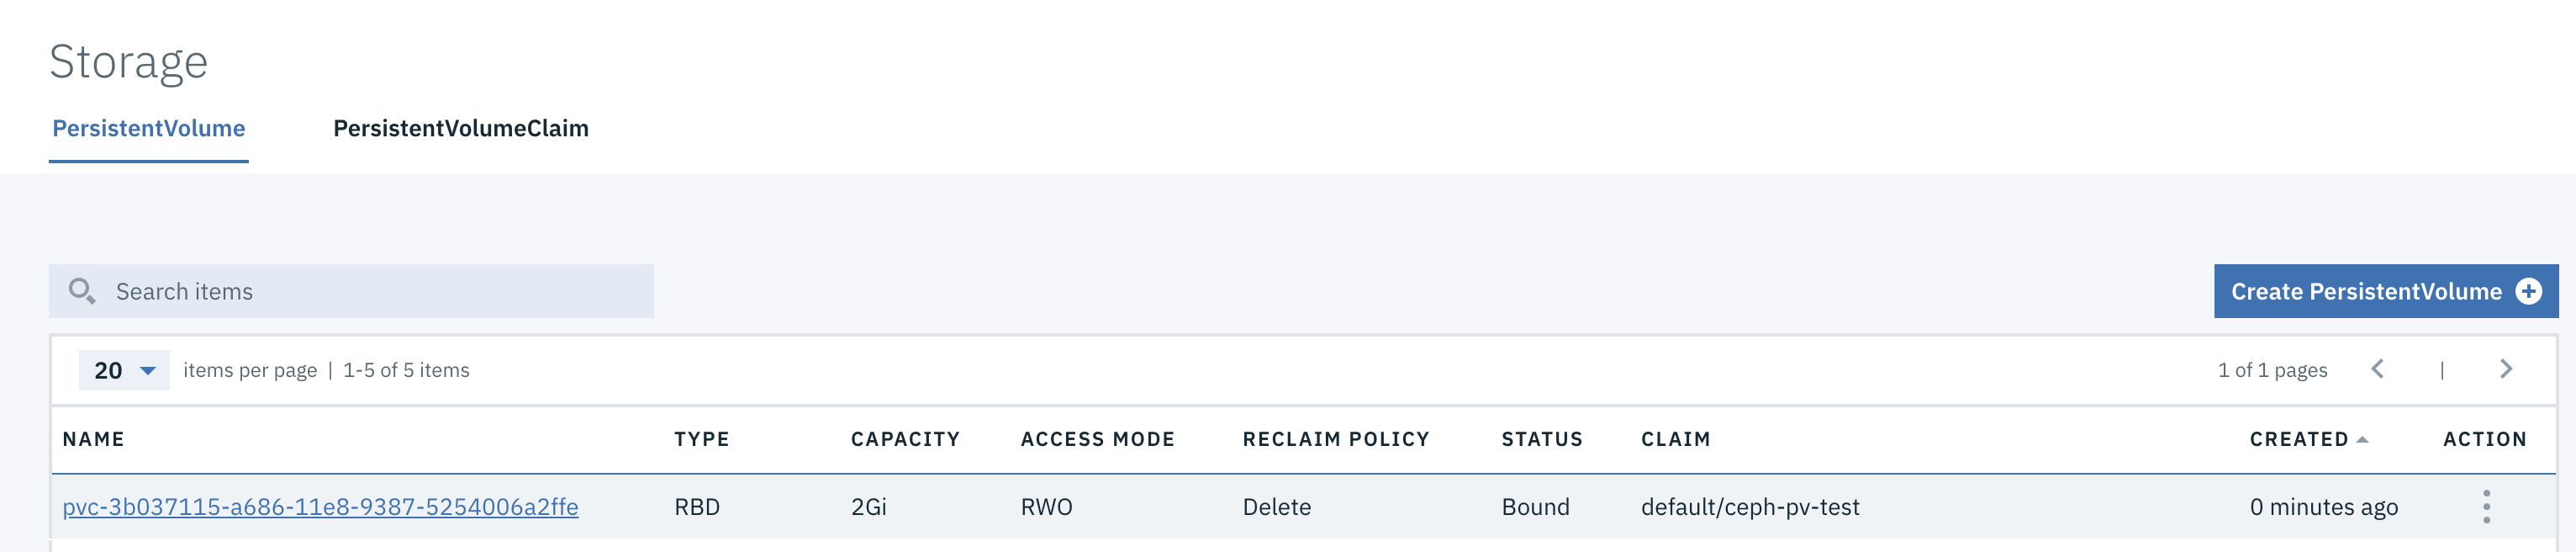 Storage
PersistentVolume PersistentVolumeClaim
Search items Create PersistentVolume
20 items per page | 1-5 of 5 items 1 of 1 pages |
NAME TYPE CAPACITY ACCESS MODE RECLAIM POLICY STATUS CLAIM CREATED ACTION
pvc-3b037115-a686-11e8-9387-5254006a2ffe RBD 2Gi RWO Delete Bound default/ceph-pv-test 0 minutes ago